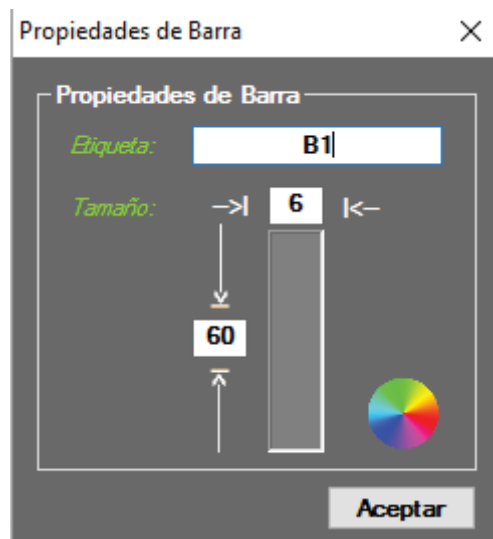 Propiedades de Barra
Propiedades de Barra
Etiqueta: B1
Tamaño: –>I 6 I<–
60
Aceptar